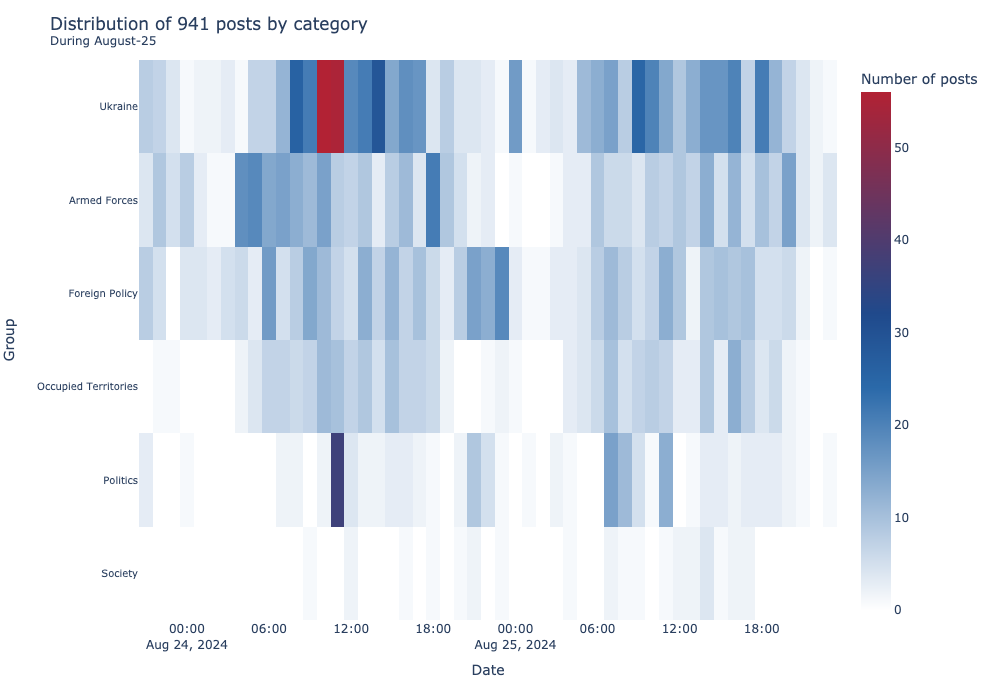 Distribution of 941 posts by category
During August-25
Number of posts
Group
Ukraine
Armed Forces
Foreign Policy
Occupied Territories
Politics
Society
50
40
30
20
10
0
00:00
Aug 24, 2024
06:00
12:00
18:00
00:00
Aug 25, 2024
06:00
12:00
18:00
Date